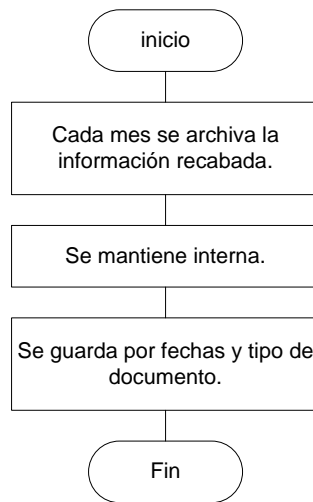 inicio
Cada mes se archiva la
información recabada.
Se mantiene interna.
Se guarda por fechas y tipo de
documento.
Fin